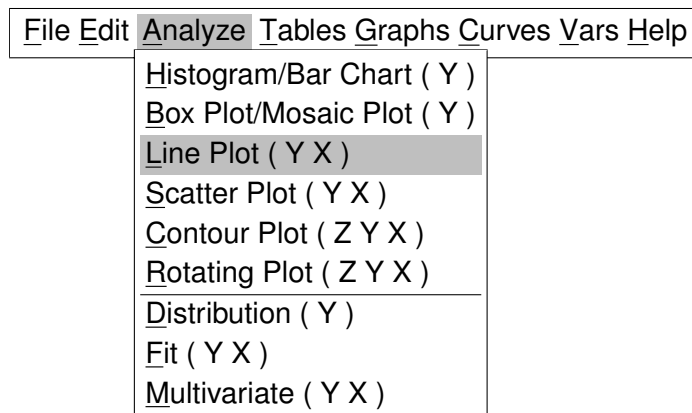 File Edit Analyze Tables Graphs Curves Vars Help
Histogram/Bar Chart ( Y )
Box Plot/Mosaic Plot ( Y )
Line Plot ( Y X )
Scatter Plot ( Y X )
Contour Plot ( Z Y X )
Rotating Plot ( Z Y X )
Distribution ( Y )
Fit ( Y X )
Multivariate ( Y X )